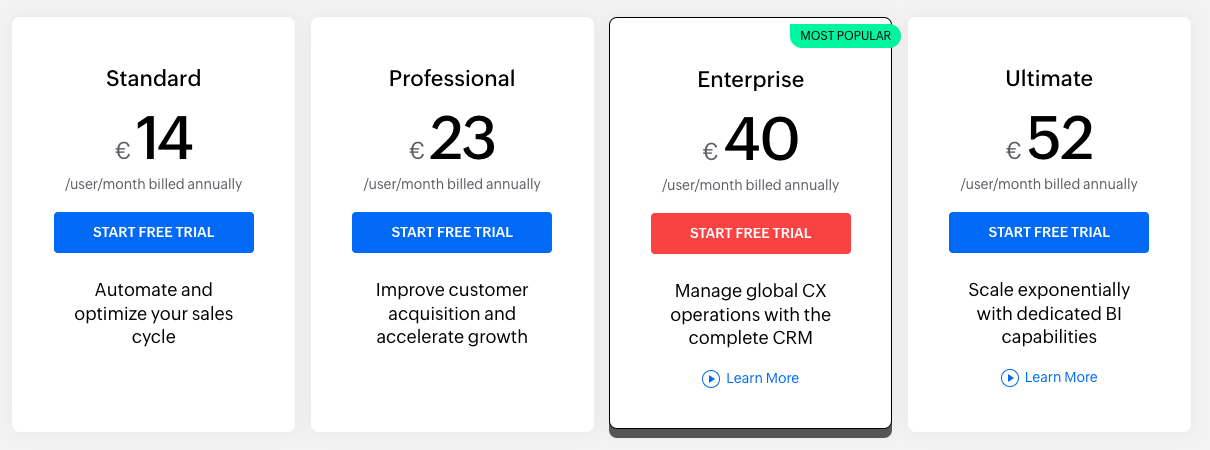 Standard
€ 14
/user/month billed annually
START FREE TRIAL
Automate and
optimize your sales
cycle
Professional
€ 23
/user/month billed annually
START FREE TRIAL
Improve customer
acquisition and
accelerate growth
MOST POPULAR
Enterprise
€ 40
/user/month billed annually
START FREE TRIAL
Manage global CX
operations with the
complete CRM
Learn More
Ultimate
€ 52
/user/month billed annually
START FREE TRIAL
Scale exponentially
with dedicated BI
capabilities
Learn More